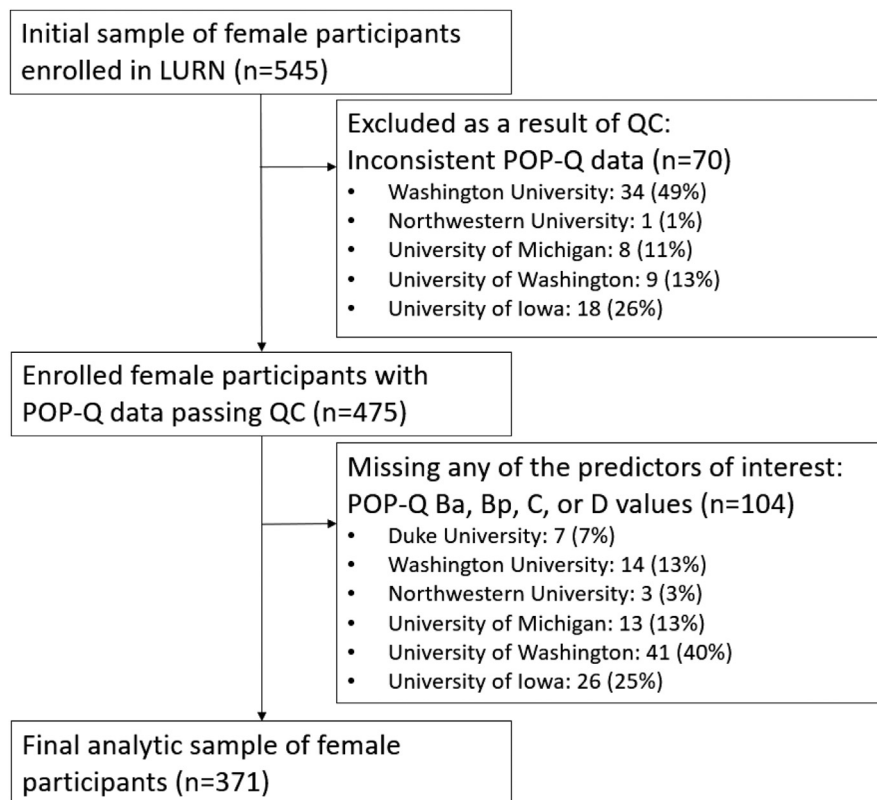 Initial sample of female participants
enrolled in LURN (n=545)
Excluded as a result of QC:
Inconsistent POP-Q data (n=70)
• Washington University: 34 (49%)
• Northwestern University: 1 (1%)
• University of Michigan: 8 (11%)
• University of Washington: 9 (13%)
• University of Iowa: 18 (26%)
Enrolled female participants with
POP-Q data passing QC (n=475)
Missing any of the predictors of interest:
POP-Q Ba, Bp, C, or D values (n=104)
• Duke University: 7 (7%)
• Washington University: 14 (13%)
• Northwestern University: 3 (3%)
• University of Michigan: 13 (13%)
• University of Washington: 41 (40%)
• University of Iowa: 26 (25%)
Final analytic sample of female
participants (n=371)